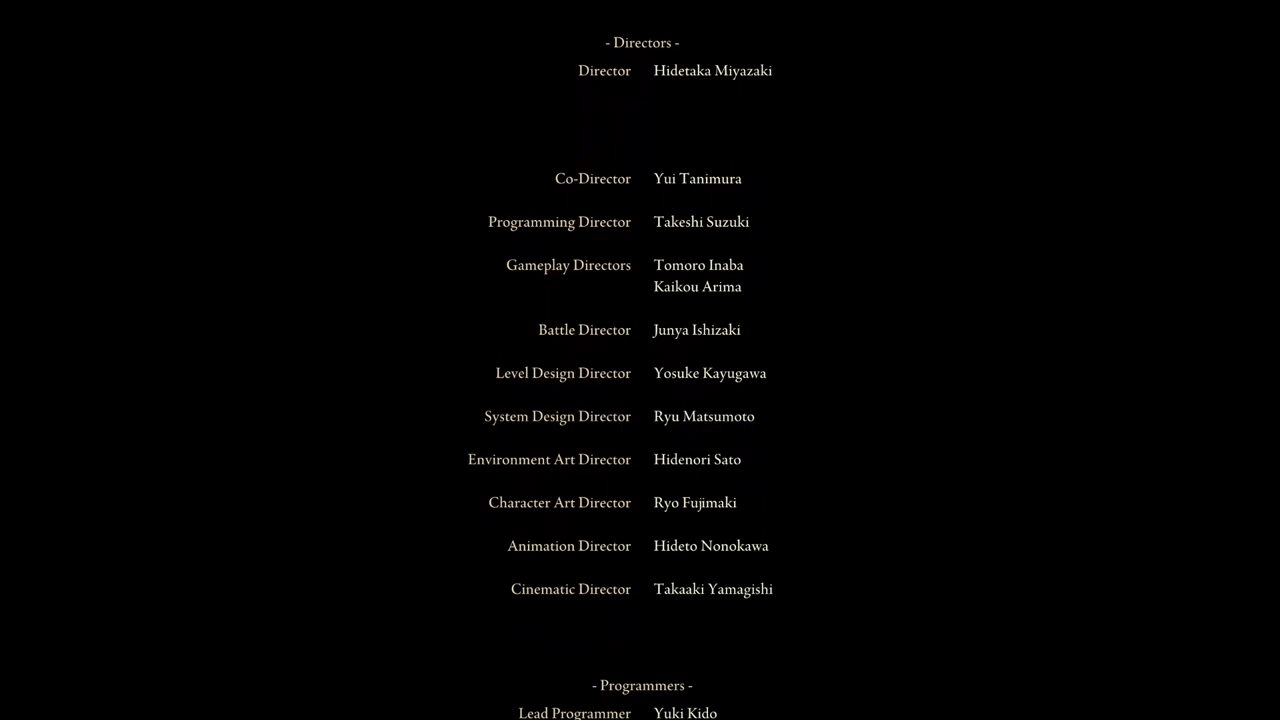 - Directors -
Director Hidetaka Miyazaki
Co-Director Yui Tanimura
Programming Director Takeshi Suzuki
Gameplay Directors Tomoro Inaba
Kaikou Arima
Battle Director Junya Ishizaki
Level Design Director Yosuke Kayugawa
System Design Director Ryu Matsumoto
Environment Art Director Hidenori Sato
Character Art Director Ryo Fujimaki
Animation Director Hideto Nonokawa
Cinematic Director Takaaki Yamagishi
- Programmers -
Lead Programmer Yuki Kido